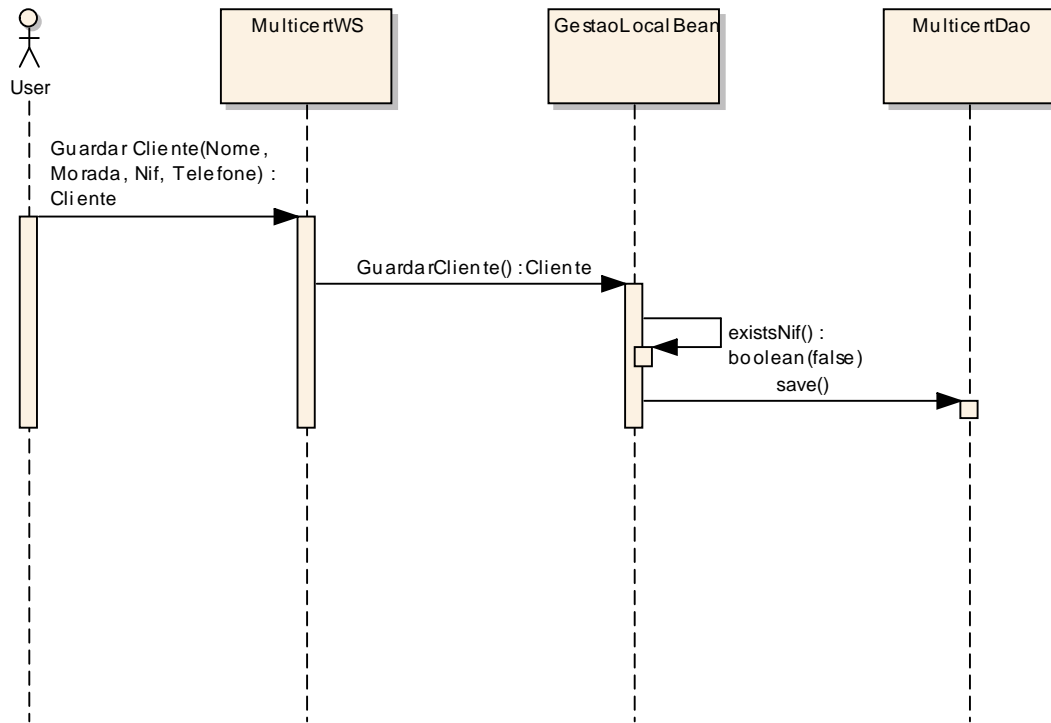 User
MulticertWS
GestaoLocalBean
MulticertDao
Guardar Cliente(Nome,
Morada, Nif, Telefone) :
Cliente
GuardarCliente() :Cliente
existsNif() :
boolean(false)
save()